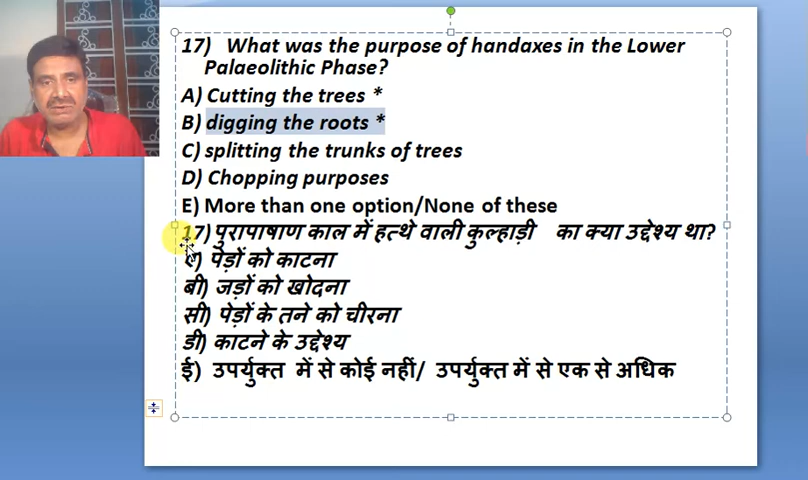 17) What was the purpose of handaxes in the Lower
Palaeolithic Phase?
A) Cutting the trees *
B) digging the roots *
C) splitting the trunks of trees
D) Chopping purposes
E) More than one option/None of these
17) पुरापाषाण काल में हत्थे वाली कुल्हाड़ी का क्या उद्देश्य था?
ए) पेड़ों को काटना
बी) जड़ों को खोदना
सी) पेड़ों के तने को चीरना
डी) काटने के उद्देश्य
ई) उपर्युक्त में से कोई नहीं/ उपर्युक्त में से एक से अधिक